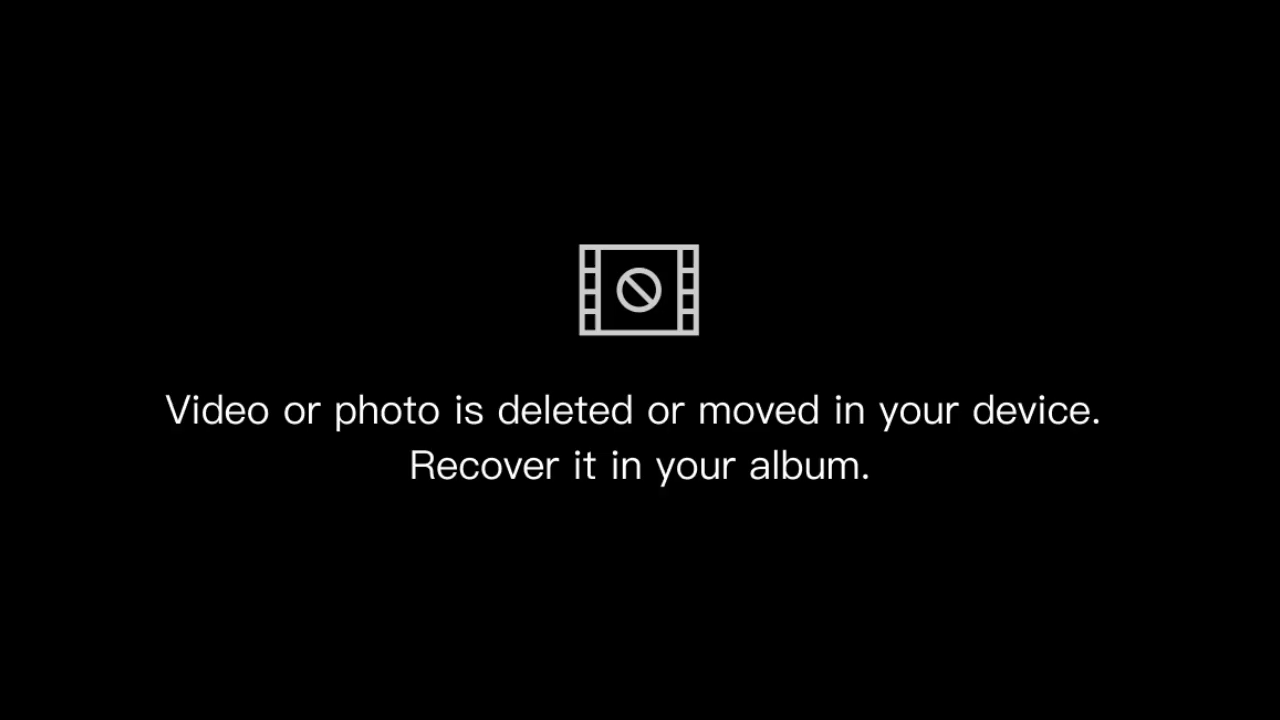 Video or photo is deleted or moved in your device.
Recover it in your album.